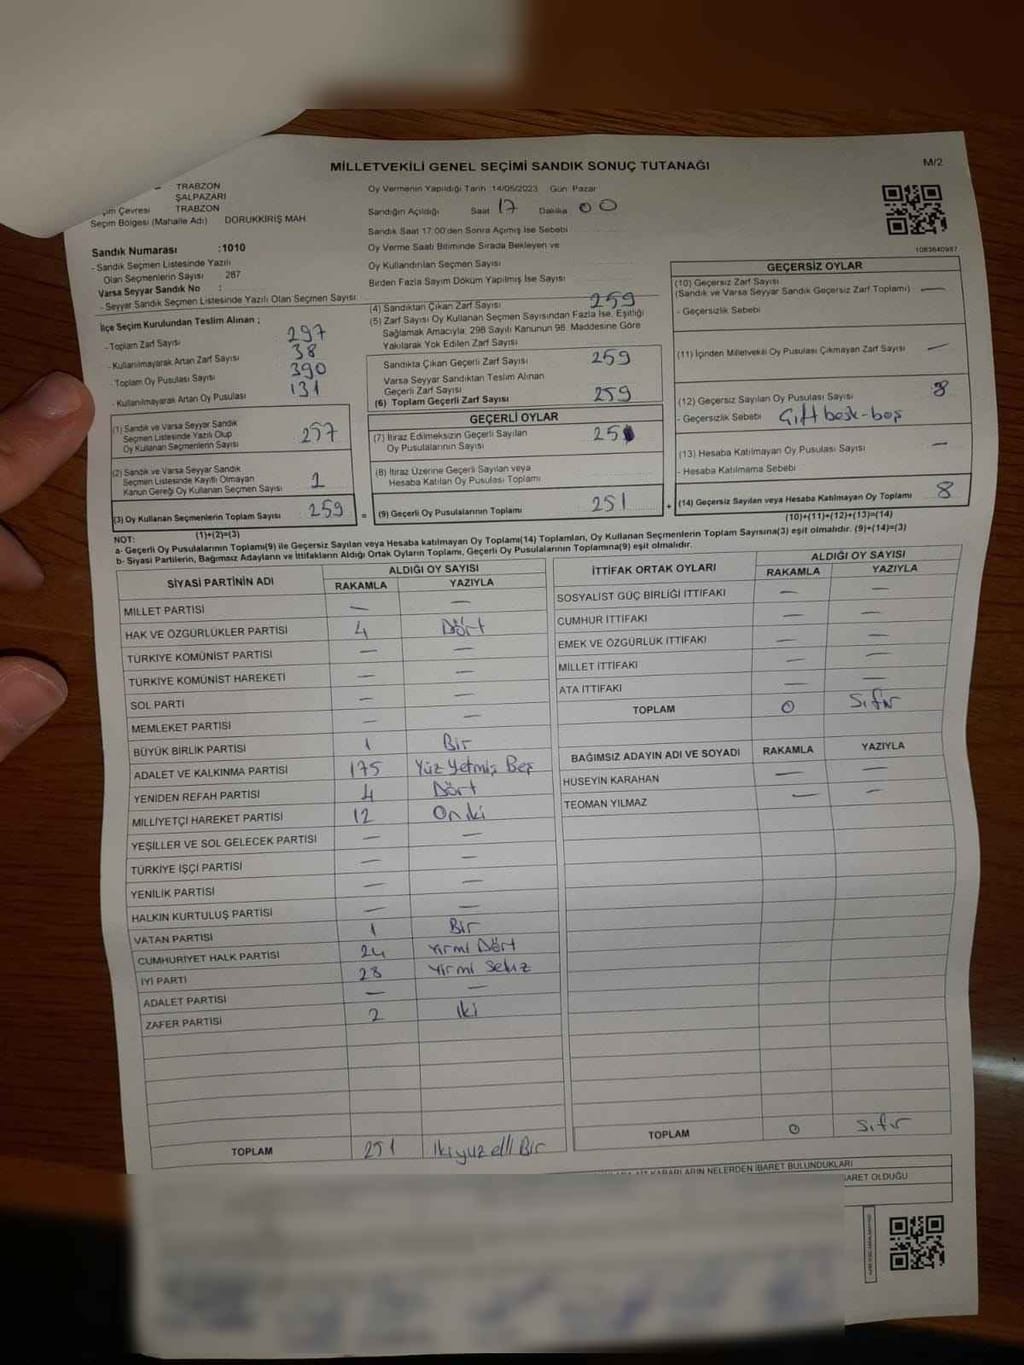 MİLLETVEKİLİ GENEL SEÇİMİ SANDIK SONUÇ TUTANAĞI
M/2
TRABZON
ŞALPAZARI
çim Çevresi TRABZON
Seçim Bölgesi (Mahalle Adı) DORUKKİRİŞ MAH.
Oy Vermenin Yapıldığı Tarih 14/05/2023 Gün: Pazar
Sandığın Açıldığı Saat 17 Dakika 00
Sandık Saat 17:00'den Sonra Açılmış İse Sebebi
Sandık Numarası :1010
- Sandık Seçmen Listesinde Yazılı
Olan Seçmenlerin Sayısı 287
Varsa Seyyar Sandık No :
- Seyyar Sandık Seçmen Listesinde Yazılı Olan Seçmen Sayısı
Oy Verme Saati Bitiminde Sırada Bekleyen ve
Oy Kullandırılan Seçmen Sayısı
Birden Fazla Sayım Döküm Yapılmış İse Sayısı
1083640987
İlçe Seçim Kurulundan Teslim Alınan ;
- Toplam Zarf Sayısı 297
- Kullanılmayarak Artan Zarf Sayısı 38
- Toplam Oy Pusulası Sayısı 390
- Kullanılmayarak Artan Oy Pusulası 131
(4) Sandıktan Çıkan Zarf Sayısı 259
(5) Zarf Sayısı Oy Kullanan Seçmen Sayısından Fazla İse, Eşitliği
Sağlamak Amacıyla; 298 Sayılı Kanunun 98. Maddesine Göre
Yakılarak Yok Edilen Zarf Sayısı
Sandıkta Çıkan Geçerli Zarf Sayısı 259
Varsa Seyyar Sandıktan Teslim Alınan
Geçerli Zarf Sayısı
(6) Toplam Geçerli Zarf Sayısı 259
GEÇERSİZ OYLAR
(10) Geçersiz Zarf Sayısı
(Sandık ve Varsa Seyyar Sandık Geçersiz Zarf Toplamı) —
- Geçersizlik Sebebi
(11) İçinden Milletvekili Oy Pusulası Çıkmayan Zarf Sayısı —
(12) Geçersiz Sayılan Oy Pusulası Sayısı 8
- Geçersizlik Sebebi
(13) Hesaba Katılmayan Oy Pusulası Sayısı —
- Hesaba Katılmama Sebebi
(14) Geçersiz Sayılan veya Hesaba Katılmayan Oy Toplamı 8
(10)+(11)+(12)+(13)=(14)
(1) Sandık ve Varsa Seyyar Sandık
Seçmen Listesinde Yazılı Olup
Oy Kullanan Seçmenlerin Sayısı 257
(2) Sandık ve Varsa Seyyar Sandık
Seçmen Listesinde Kayıtlı Olmayan
Kanun Gereği Oy Kullanan Seçmen Sayısı
(3) Oy Kullanan Seçmenlerin Toplam Sayısı 259
(1)+(2)=(3)
=
GEÇERLİ OYLAR
(7) İtiraz Edilmeksizin Geçerli Sayılan
Oy Pusulalarının Sayısı 251
(8) İtiraz Üzerine Geçerli Sayılan veya
Hesaba Katılan Oy Pusulası Toplamı
(9) Geçerli Oy Pusulalarının Toplamı 251
+
NOT:
a- Geçerli Oy Pusulalarının Toplamı(9) ile Geçersiz Sayılan veya Hesaba katılmayan Oy Toplamı(14) Toplamları, Oy Kullanan Seçmenlerin Toplam Sayısına(3) eşit olmalıdır. (9)+(14)=(3)
b- Siyasi Partilerin, Bağımsız Adayların ve İttifakların Aldığı Ortak Oyların Toplamı, Geçerli Oy Pusulalarının Toplamına(9) eşit olmalıdır.
SİYASİ PARTİNİN ADI ALDIĞI OY SAYISI
RAKAMLA YAZIYLA
MİLLET PARTİSİ — —
HAK VE ÖZGÜRLÜKLER PARTİSİ 4 Dört
TÜRKİYE KOMÜNİST PARTİSİ — —
TÜRKİYE KOMÜNİST HAREKETİ — —
SOL PARTİ — —
MEMLEKET PARTİSİ — —
BÜYÜK BİRLİK PARTİSİ 1 Bir
ADALET VE KALKINMA PARTİSİ 175 Yüz Yetmiş Beş
YENİDEN REFAH PARTİSİ 4 Dört
MİLLİYETÇİ HAREKET PARTİSİ 12 On iki
YEŞİLLER VE SOL GELECEK PARTİSİ — —
TÜRKİYE İŞÇİ PARTİSİ — —
YENİLİK PARTİSİ — —
HALKIN KURTULUŞ PARTİSİ — —
VATAN PARTİSİ 1 Bir
CUMHURİYET HALK PARTİSİ 24 Yirmi Dört
İYİ PARTİ 28 Yirmi Sekiz
ADALET PARTİSİ — —
ZAFER PARTİSİ 2 İki
TOPLAM 251 İkiyüz elli Bir
İTTİFAK ORTAK OYLARI ALDIĞI OY SAYISI
RAKAMLA YAZIYLA
SOSYALİST GÜÇ BİRLİĞİ İTTİFAKI — —
CUMHUR İTTİFAKI — —
EMEK VE ÖZGÜRLÜK İTTİFAKI — —
MİLLET İTTİFAKI — —
ATA İTTİFAKI — —
TOPLAM 0 Sıfır
BAĞIMSIZ ADAYIN ADI VE SOYADI RAKAMLA YAZIYLA
HÜSEYİN KARAHAN — —
TEOMAN YILMAZ — —
TOPLAM 0 Sıfır
KARARLARIN NELERDEN İBARET BULUNDUKLARI
İBARET OLDUĞU